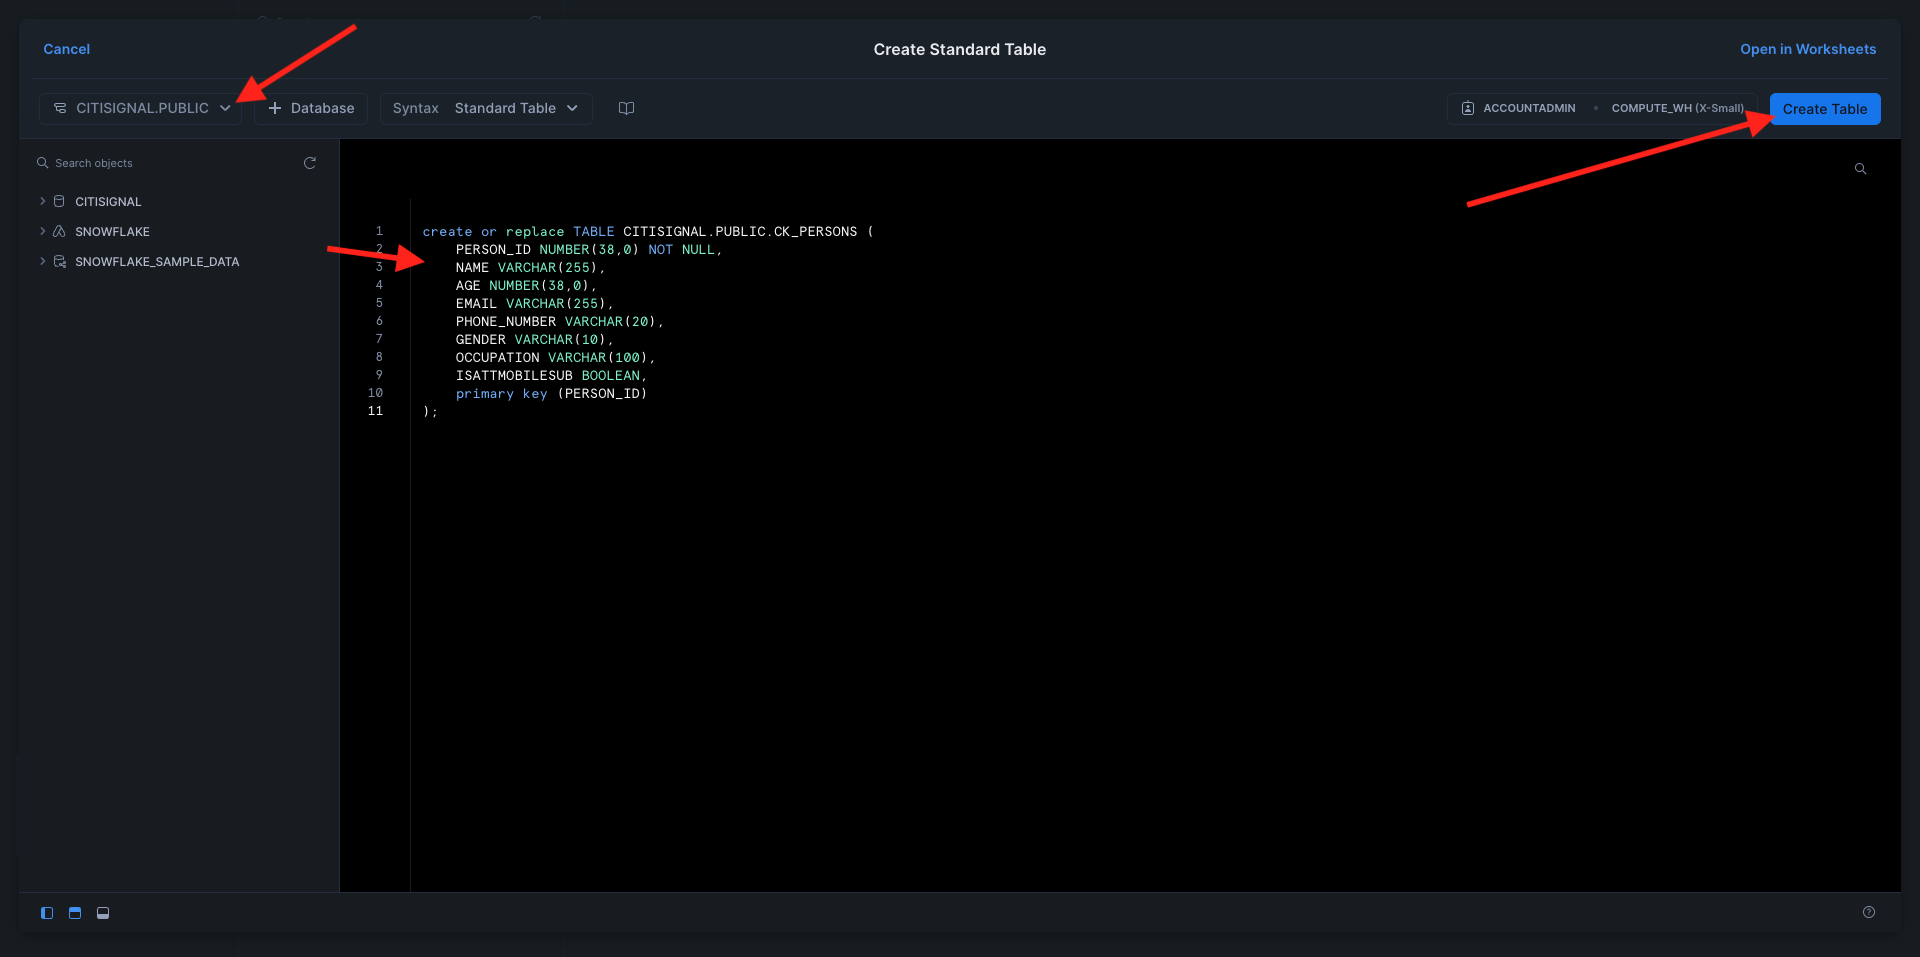 Cancel
Create Standard Table
Open in Worksheets
CITISIGNAL.PUBLIC
+ Database
Syntax Standard Table
ACCOUNTADMIN • COMPUTE_WH (X-Small)
Create Table
Search objects
CITISIGNAL
SNOWFLAKE
SNOWFLAKE_SAMPLE_DATA
1 create or replace TABLE CITISIGNAL.PUBLIC.CK_PERSONS (
2 PERSON_ID NUMBER(38,0) NOT NULL,
3 NAME VARCHAR(255),
4 AGE NUMBER(38,0),
5 EMAIL VARCHAR(255),
6 PHONE_NUMBER VARCHAR(20),
7 GENDER VARCHAR(10),
8 OCCUPATION VARCHAR(100),
9 ISATTMOBILESUB BOOLEAN,
10 primary key (PERSON_ID)
11 );